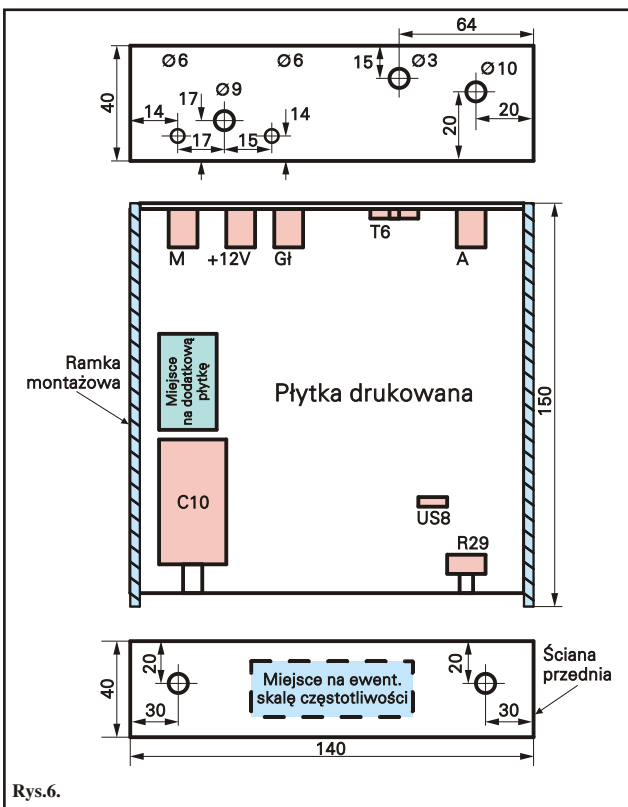 64
Ø6
Ø6
15
Ø3
Ø10
40
Ø9
17
14
14
17
15
20
20
M
+12V
Gł
T6
A
Ramka
montażowa
Miejsce
na dodatkową
płytkę
Płytka drukowana
150
C10
US8
R29
40
20
30
Miejsce na ewent.
skalę częstotliwości
20
30
Ściana
przednia
140
Rys.6.